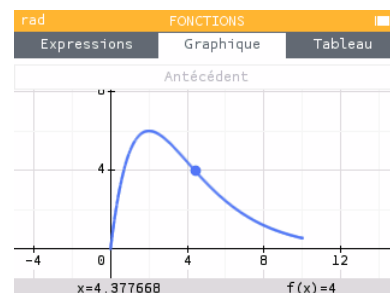 rad FONCTIONS
Expressions Graphique Tableau
Antécédent
8
4
-4 0 4 8 12
x=4.377668 f(x)=4